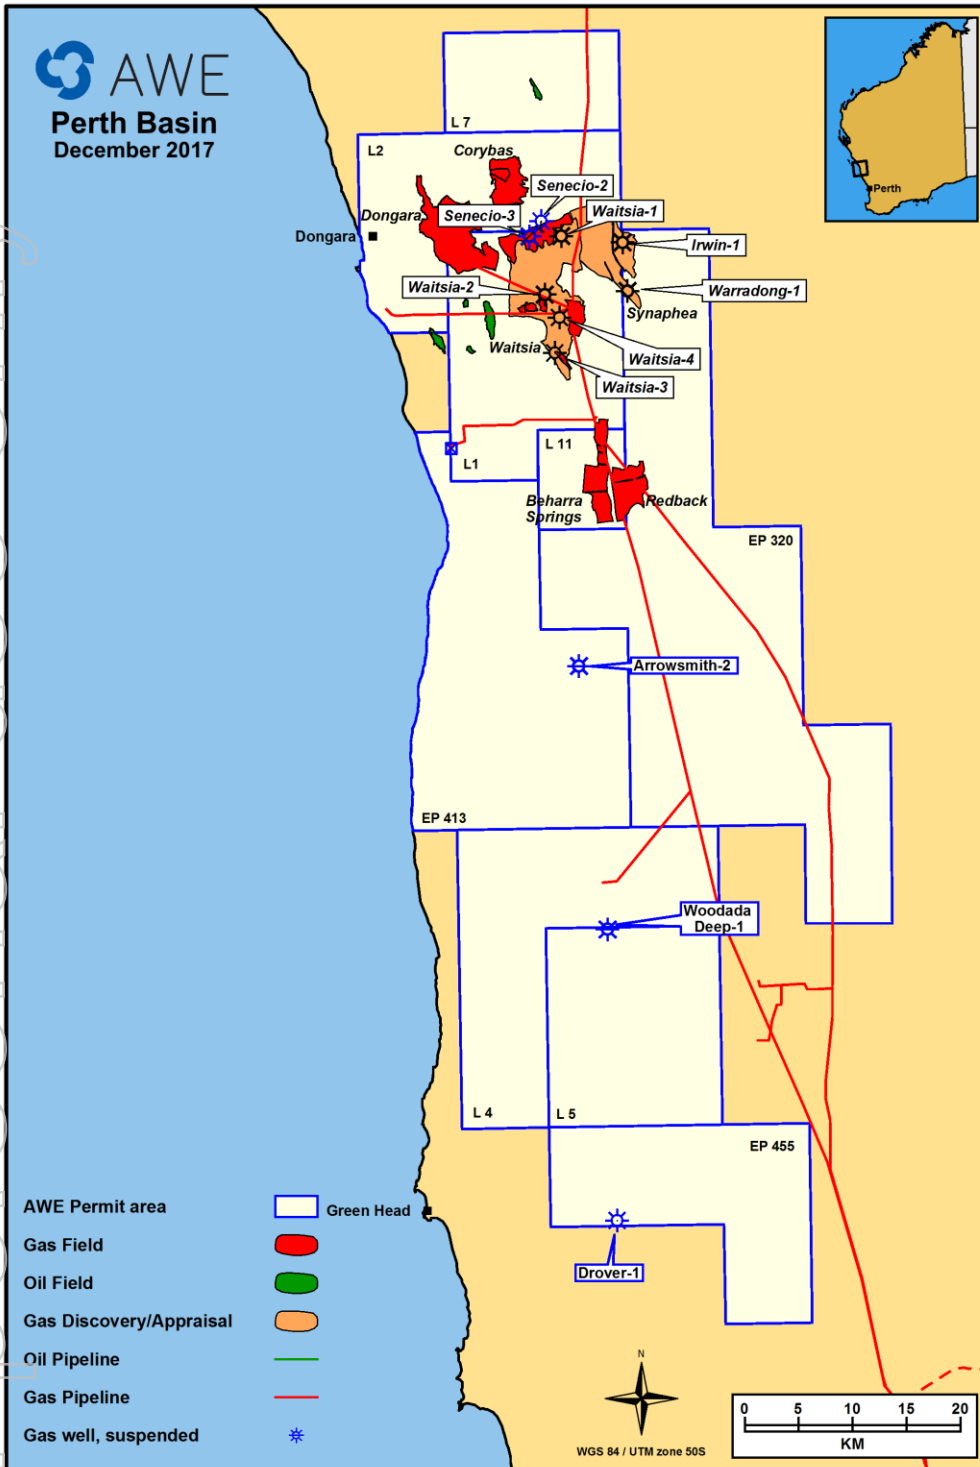 AWE
Perth Basin
December 2017
Perth
L 7
L2
Corybas
Senecio-2
Dongara
Senecio-3
Waitsia-1
Dongara
Irwin-1
Waitsia-2
Warradong-1
Synaphea
Waitsia
Waitsia-4
Waitsia-3
L 11
L1
Beharra
Springs
Redback
EP 320
Arrowsmith-2
EP 413
Woodada
Deep-1
L 4
L 5
EP 455
Green Head
Drover-1
AWE Permit area
Gas Field
Oil Field
Gas Discovery/Appraisal
Oil Pipeline
Gas Pipeline
Gas well, suspended
N
WGS 84 / UTM zone 50S
0 5 10 15 20
KM